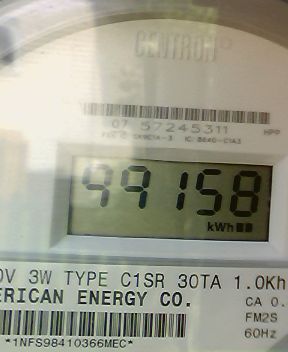 CENTRON
07 57245311 HPP
99158
kWh
0V 3W TYPE C1SR 30TA 1.0Kh
ERICAN ENERGY CO.
CA 0.
FM2S
60Hz
*1NFS98410366MEC*